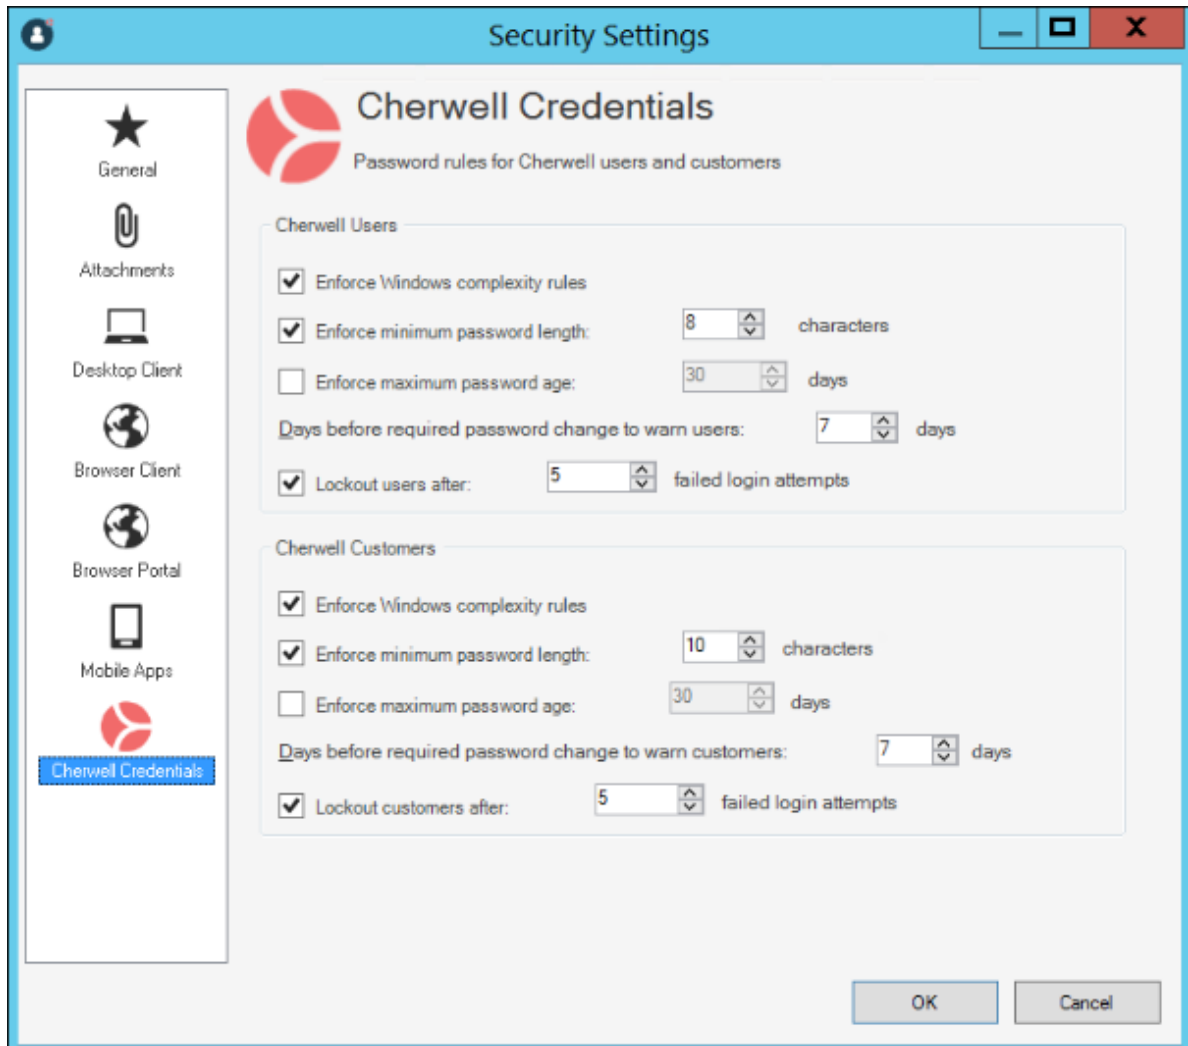 Security Settings
General
Attachments
Desktop Client
Browser Client
Browser Portal
Mobile Apps
Cherwell Credentials
Cherwell Credentials
Password rules for Cherwell users and customers
Cherwell Users
Enforce Windows complexity rules
Enforce minimum password length: 8 characters
Enforce maximum password age: 30 days
Days before required password change to warn users: 7 days
Lockout users after: 5 failed login attempts
Cherwell Customers
Enforce Windows complexity rules
Enforce minimum password length: 10 characters
Enforce maximum password age: 30 days
Days before required password change to warn customers: 7 days
Lockout customers after: 5 failed login attempts
OK Cancel